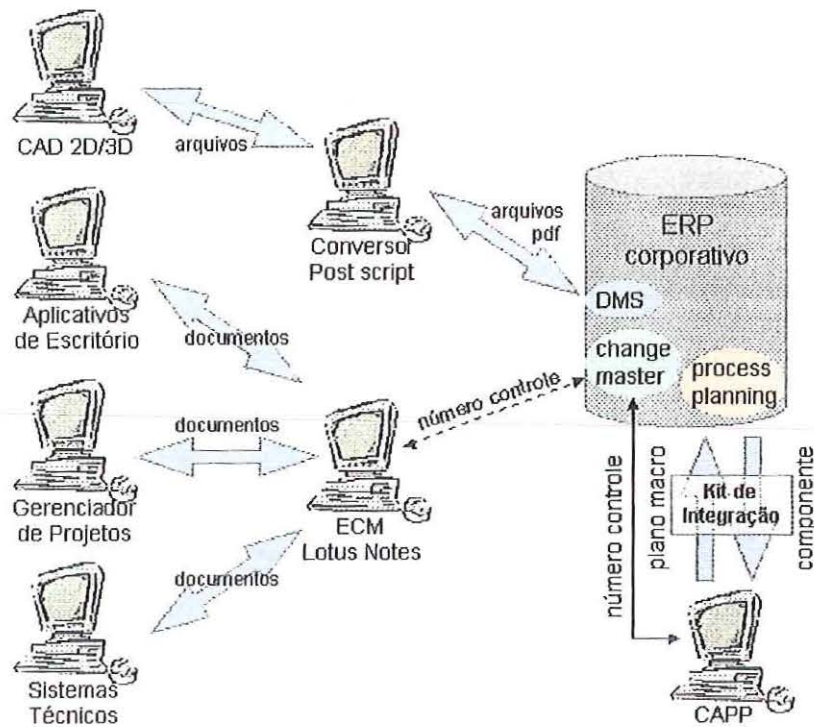 CAD 2D/3D
arquivos
Conversor
Post script
arquivos
pdf
ERP
corporativo
DMS
change
master
process
planning
Aplicativos
de Escritório
documentos
documentos
número controle
Gerenciador
de Projetos
ECM
Lotus Notes
documentos
Sistemas
Técnicos
número controle
plano macro
Kit de
Integração
componente
CAPP